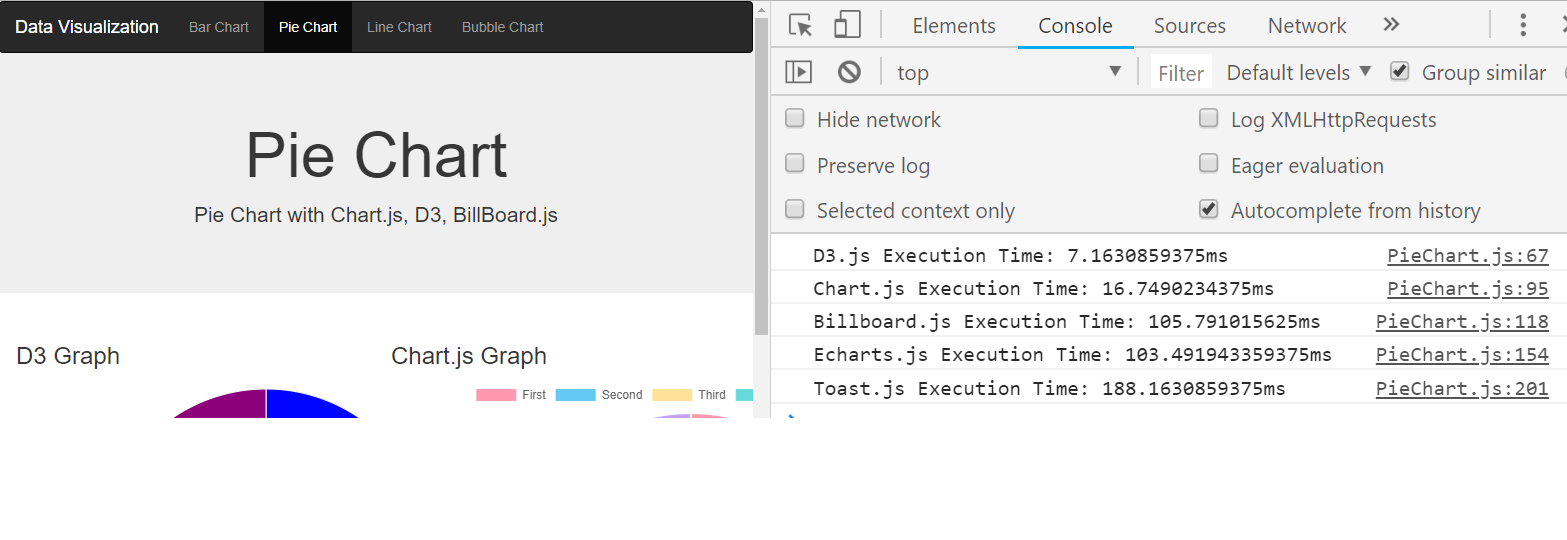 Data Visualization Bar Chart Pie Chart Line Chart Bubble Chart
Pie Chart
Pie Chart with Chart.js, D3, BillBoard.js
D3 Graph
Chart.js Graph
First Second Third
Elements Console Sources Network
top Filter Default levels Group similar
Hide network Log XMLHttpRequests
Preserve log Eager evaluation
Selected context only Autocomplete from history
D3.js Execution Time: 7.1630859375ms PieChart.js:67
Chart.js Execution Time: 16.7490234375ms PieChart.js:95
Billboard.js Execution Time: 105.791015625ms PieChart.js:118
Echarts.js Execution Time: 103.491943359375ms PieChart.js:154
Toast.js Execution Time: 188.1630859375ms PieChart.js:201